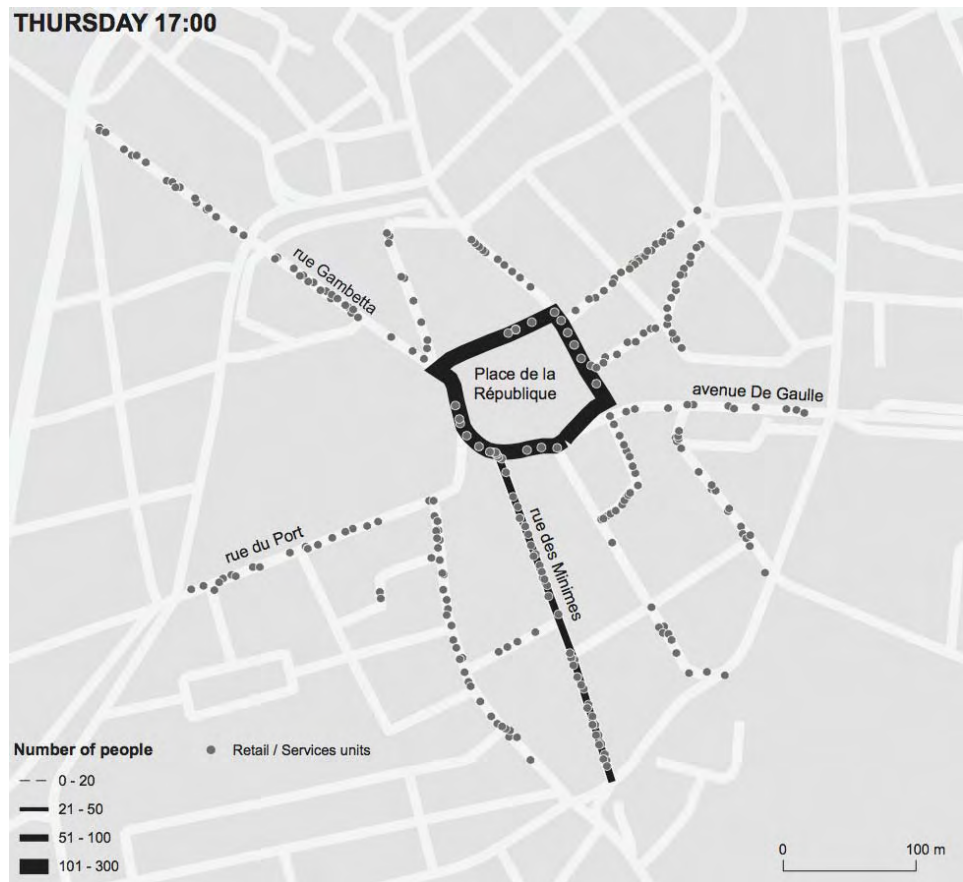 THURSDAY 17:00
rue Gambetta
Place de la
République
avenue De Gaulle
rue du Port
rue des Minimes
Number of people
Retail / Services units
0 - 20
21 - 50
51 - 100
101 - 300
0
100 m